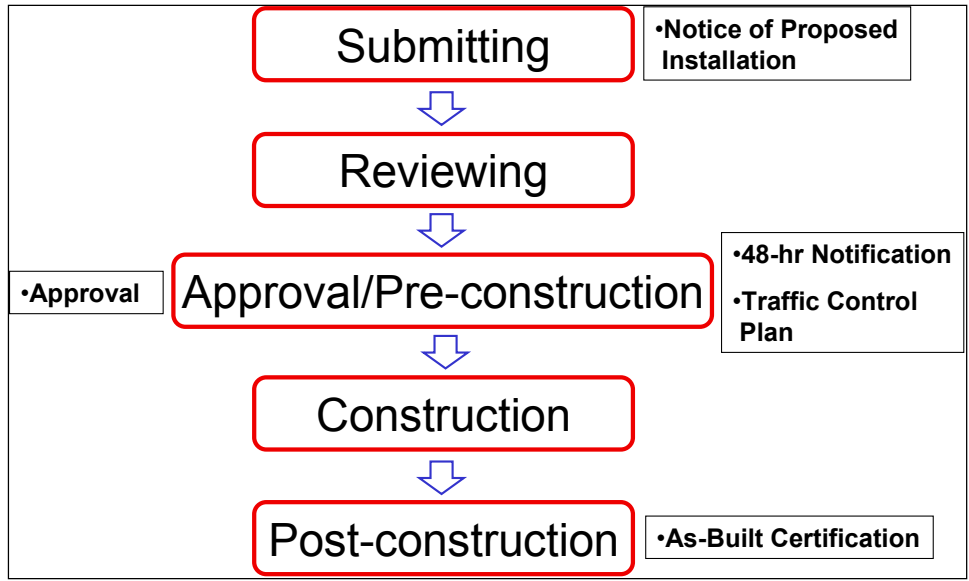 Submitting
•Notice of Proposed
Installation
Reviewing
•Approval
Approval/Pre-construction
•48-hr Notification
•Traffic Control
Plan
Construction
Post-construction
•As-Built Certification